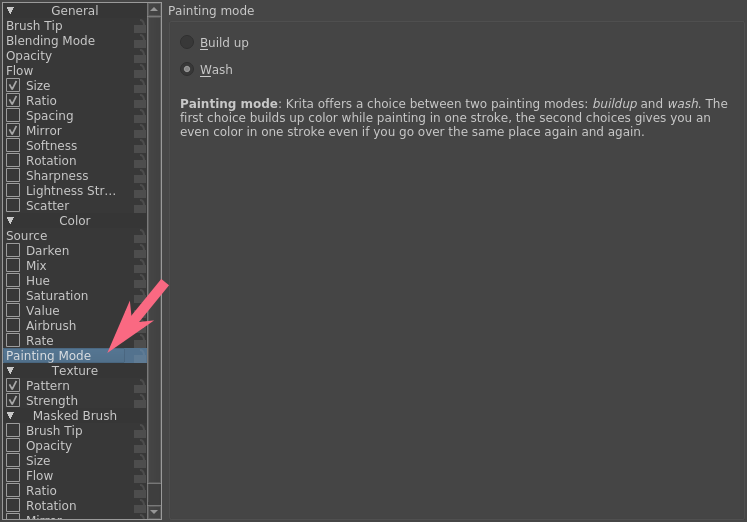 General
Brush Tip
Blending Mode
Opacity
Flow
Size
Ratio
Spacing
Mirror
Softness
Rotation
Sharpness
Lightness Str...
Scatter
Color
Source
Darken
Mix
Hue
Saturation
Value
Airbrush
Rate
Painting Mode
Texture
Pattern
Strength
Masked Brush
Brush Tip
Opacity
Size
Flow
Ratio
Rotation
Mirror
Painting mode
Build up
Wash
Painting mode: Krita offers a choice between two painting modes: buildup and wash. The
first choice builds up color while painting in one stroke, the second choices gives you an
even color in one stroke even if you go over the same place again and again.